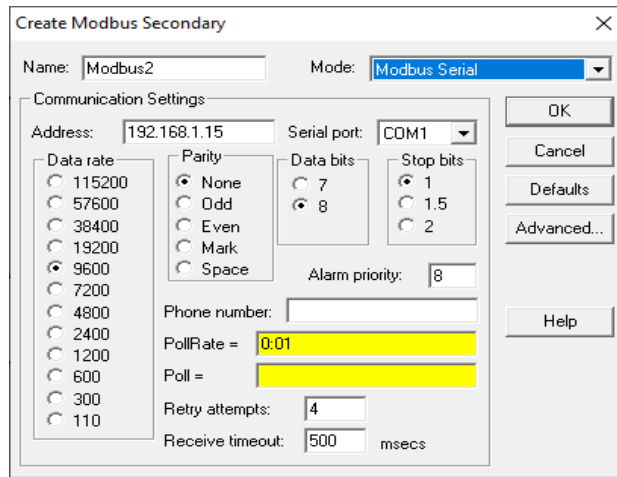 Create Modbus Secondary
Name: Modbus2 Mode: Modbus Serial
Communication Settings
Address: 192.168.1.15 Serial port: COM1
Data rate
115200
57600
38400
19200
9600
7200
4800
2400
1200
600
300
110
Parity
None
Odd
Even
Mark
Space
Data bits
7
8
Stop bits
1
1.5
2
Alarm priority: 8
Phone number:
PollRate = 0:01
Poll =
Retry attempts: 4
Receive timeout: 500 msecs
OK
Cancel
Defaults
Advanced...
Help